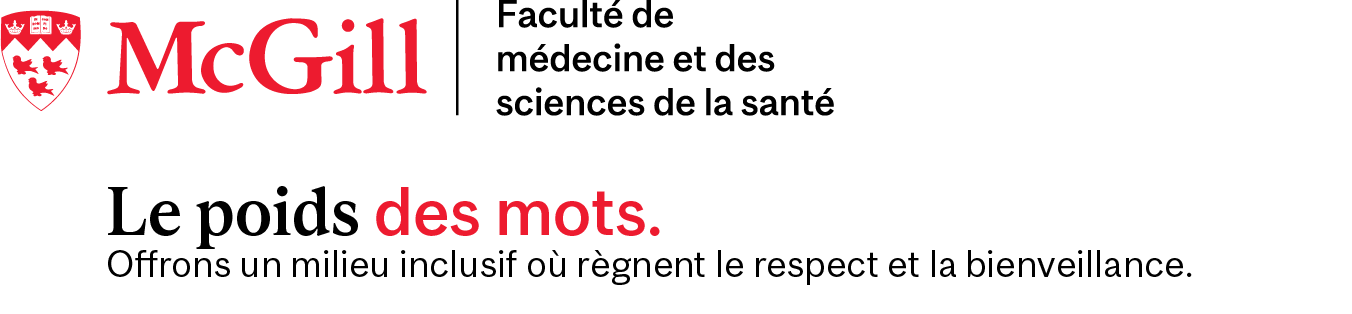 McGill
Faculté de
médecine et des
sciences de la santé
Le poids des mots.
Offrons un milieu inclusif où règnent le respect et la bienveillance.